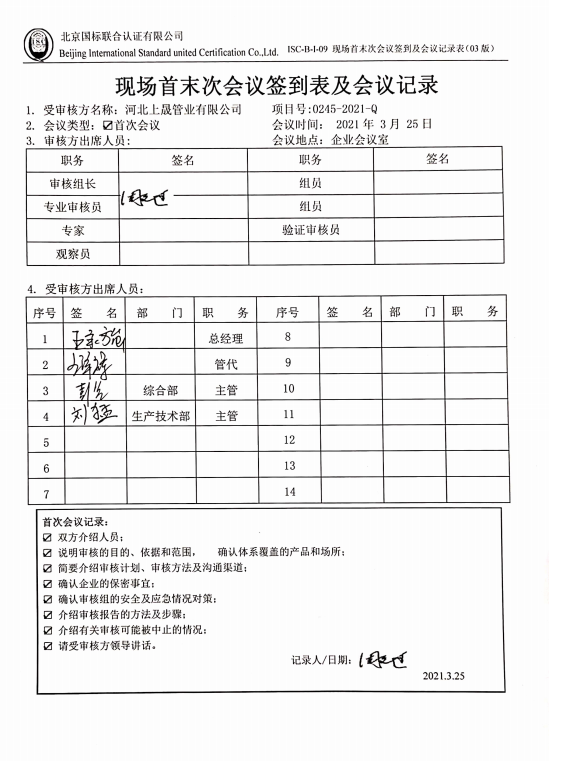 北京国标联合认证有限公司
Beijing International Standard united Certification Co.,Ltd. ISC-B-I-09 现场首末次会议签到表及会议记录表(03 版)
现场首末次会议签到表及会议记录
1. 受审核方名称：河北上晟管业有限公司 项目号:0245-2021-Q
2. 会议类型：☑首次会议 会议时间： 2021 年 3 月 25 日
3. 审核方出席人员： 会议地点：企业会议室
职务 签名 职务 签名
审核组长 组员
专业审核员 组员
专家 验证审核员
观察员
4. 受审核方出席人员：
序号 签 名 部 门 职 务 序号 签 名 部 门 职 务
1 总经理 8
2 管代 9
3 综合部 主管 10
4 刘 生产技术部 主管 11
5 12
6 13
7 14
首次会议记录：
☑ 双方介绍人员；
☑ 说明审核的目的、依据和范围， 确认体系覆盖的产品和场所；
☑ 简要介绍审核计划、审核方法及沟通渠道；
☑ 确认企业的保密事宜；
☑ 确认审核组的安全及应急情况对策；
☑ 介绍审核报告的方法及步骤；
☑ 介绍有关审核可能被中止的情况；
☑ 请受审核方领导讲话。
记录人/日期：
2021.3.25